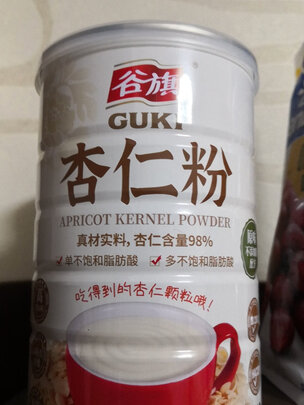 谷旗
GUKI
杏仁粉
APRICOT KERNEL POWDER
真材实料，杏仁含量98%
单不饱和脂肪酸 多不饱和脂肪酸
吃得到的杏仁颗粒哦！